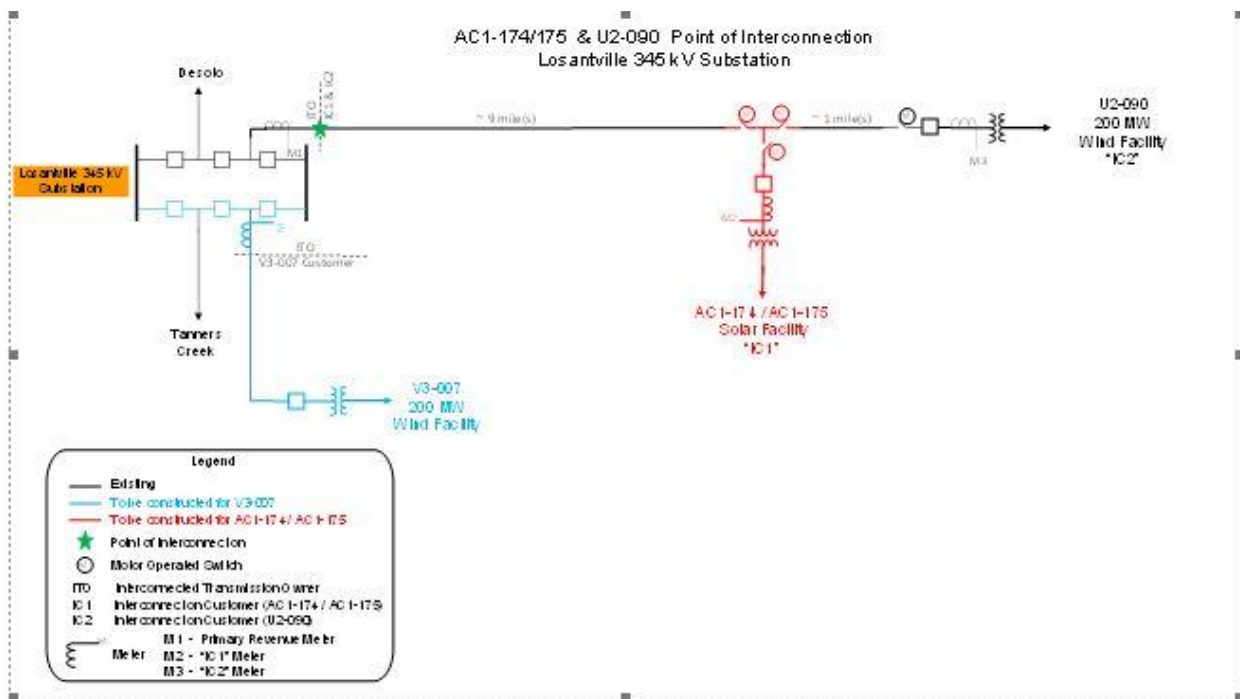 AC1-174/175 & U2-090 Point of Interconnection
Losantville 345 kV Substation
Desoto
ITO
IC1 & IC2
M1
~ 9 mile(s)
~ 1 mile(s)
M3
U2-090
200 MW
Wind Facility
"IC2"
Losantville 345 kV
Substation
ITO
V3-007 Customer
M2
AC1-174 / AC1-175
Solar Facility
"IC1"
Tanners
Creek
V3-007
200 MW
Wind Facility
Legend
Existing
To be constructed for V3-007
To be constructed for AC1-174 / AC1-175
Point of Interconnection
Motor Operated Switch
ITO Interconnected Transmission Owner
IC1 Interconnection Customer (AC1-174 / AC1-175)
IC2 Interconnection Customer (U2-090)
Meter
M1 - Primary Revenue Meter
M2 - "IC1" Meter
M3 - "IC2" Meter